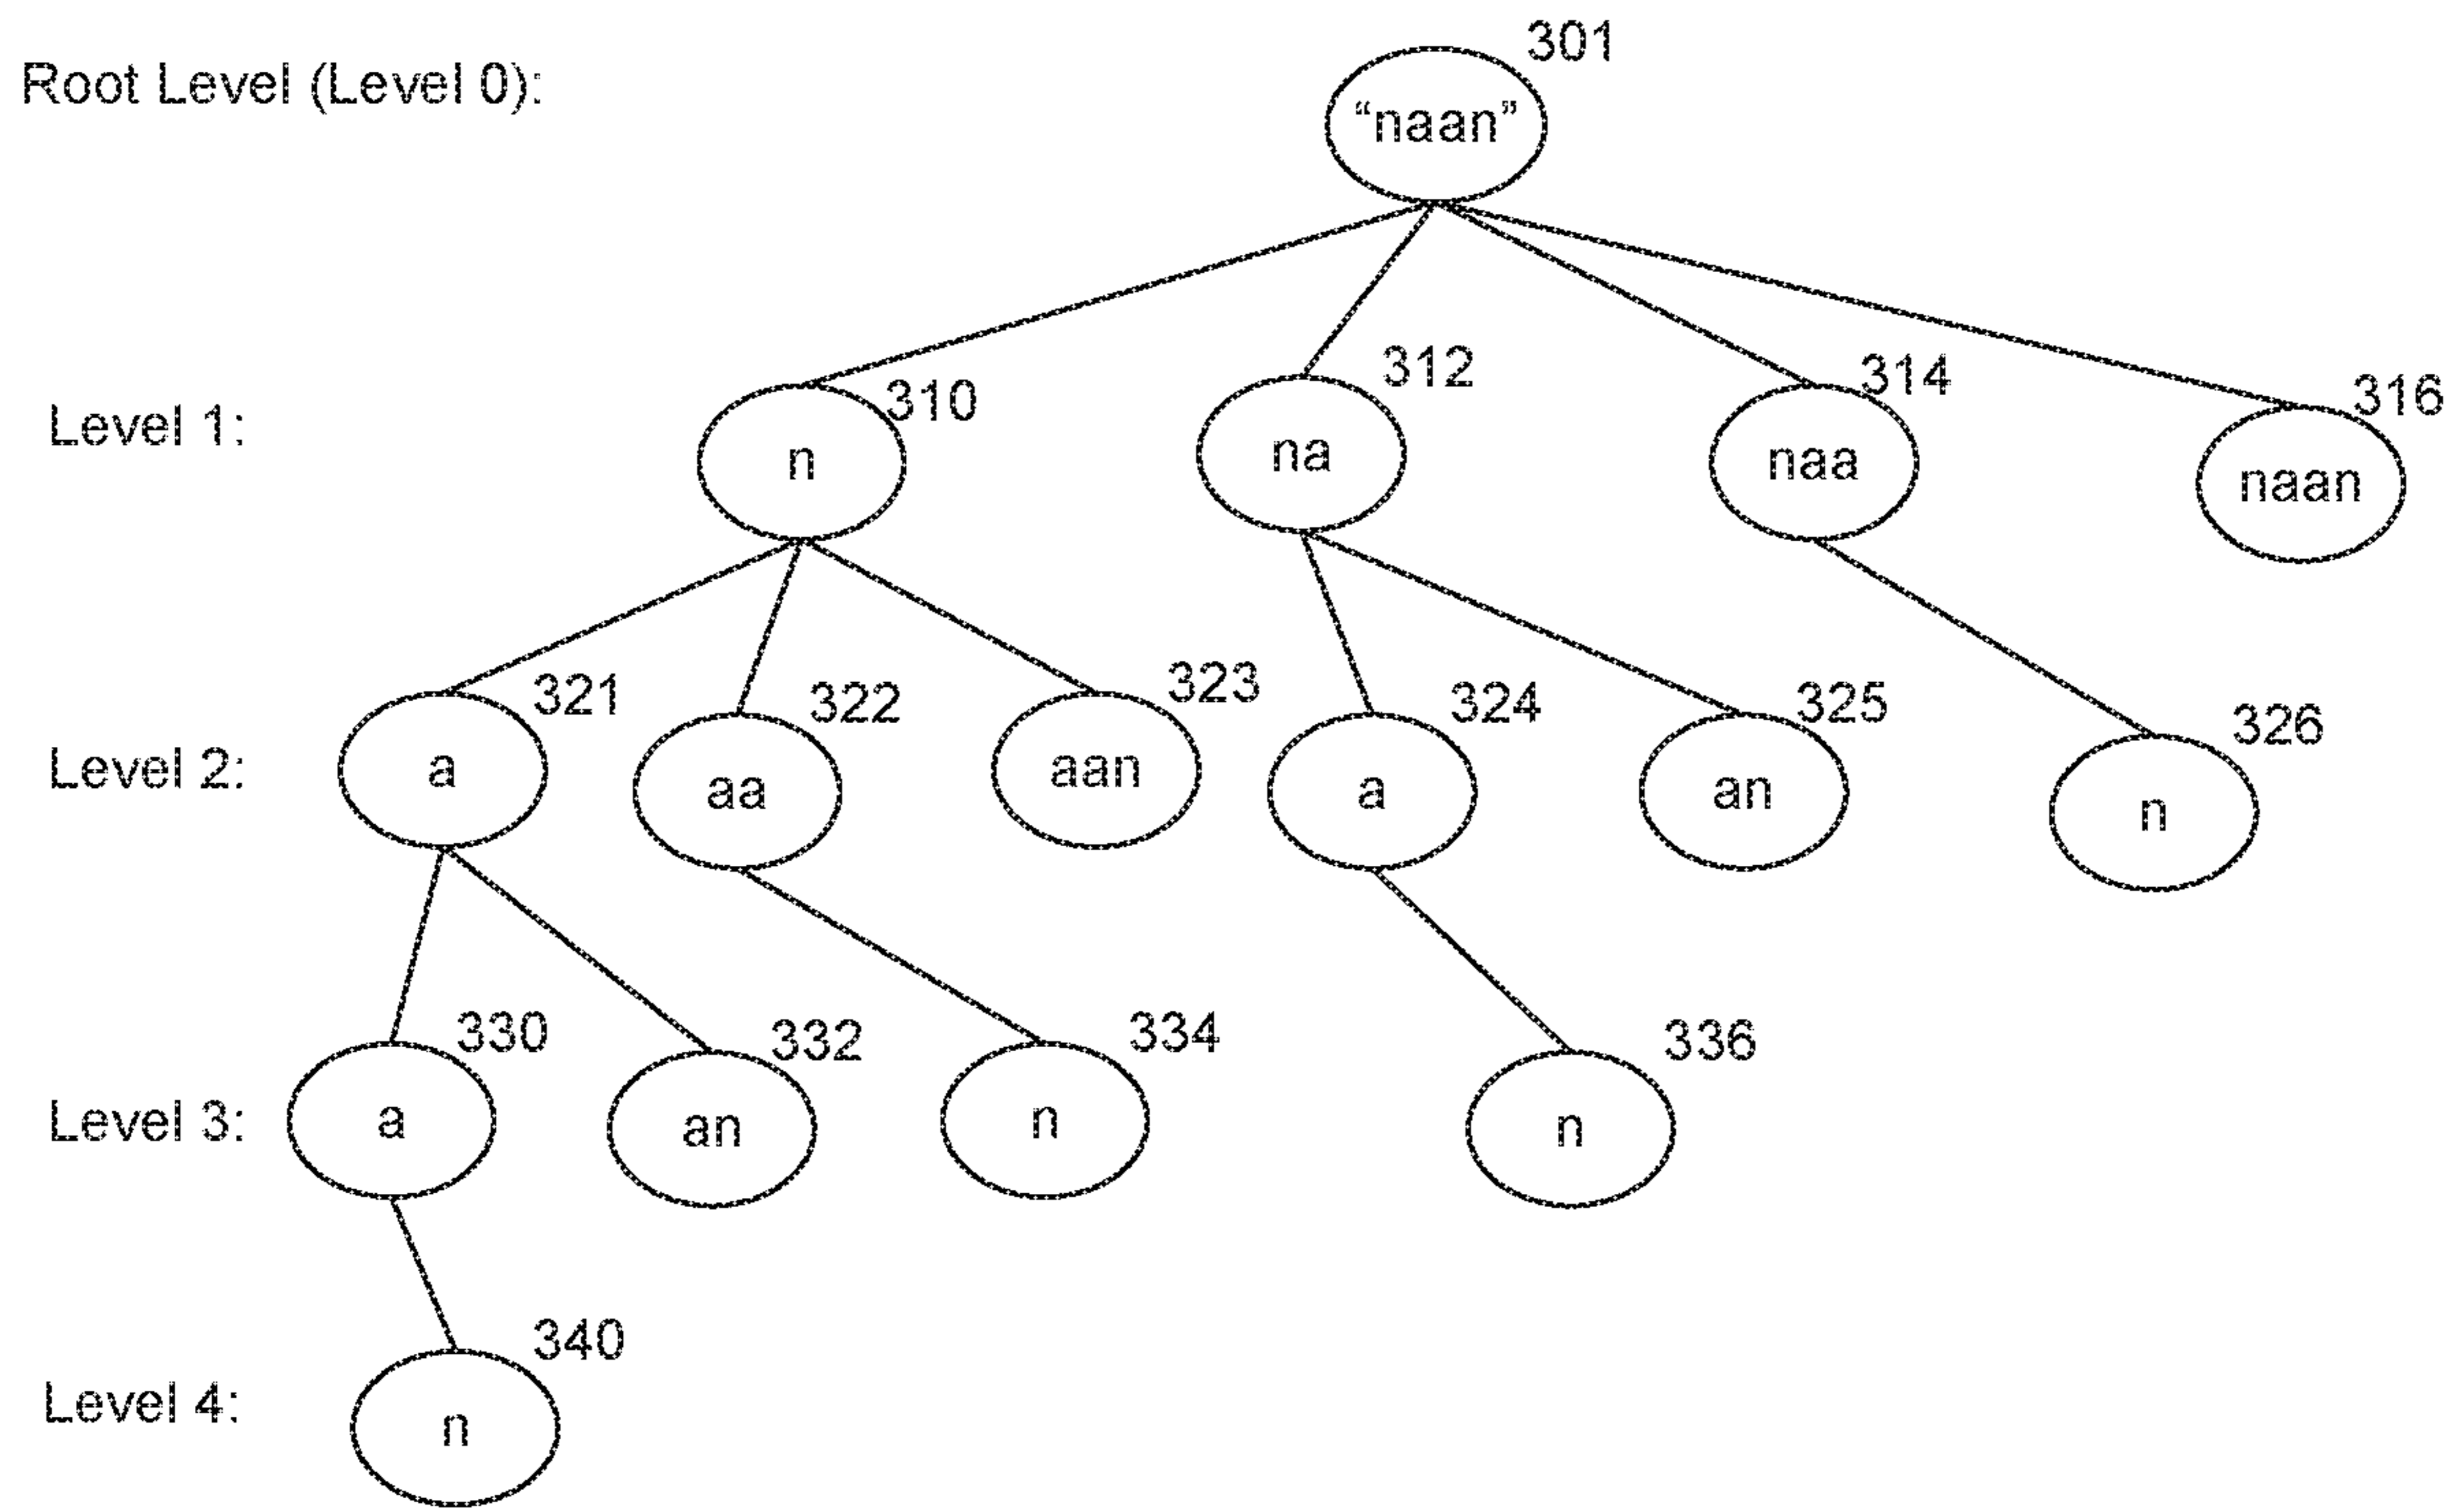 301
Root Level (Level 0): “naan”
312 314 316
Level 1: 310
n na naa naan
321 322 323 324 325 326
Level 2: a aa aan a an n
330 332 334 336
Level 3: a an n n
340
Level 4: n